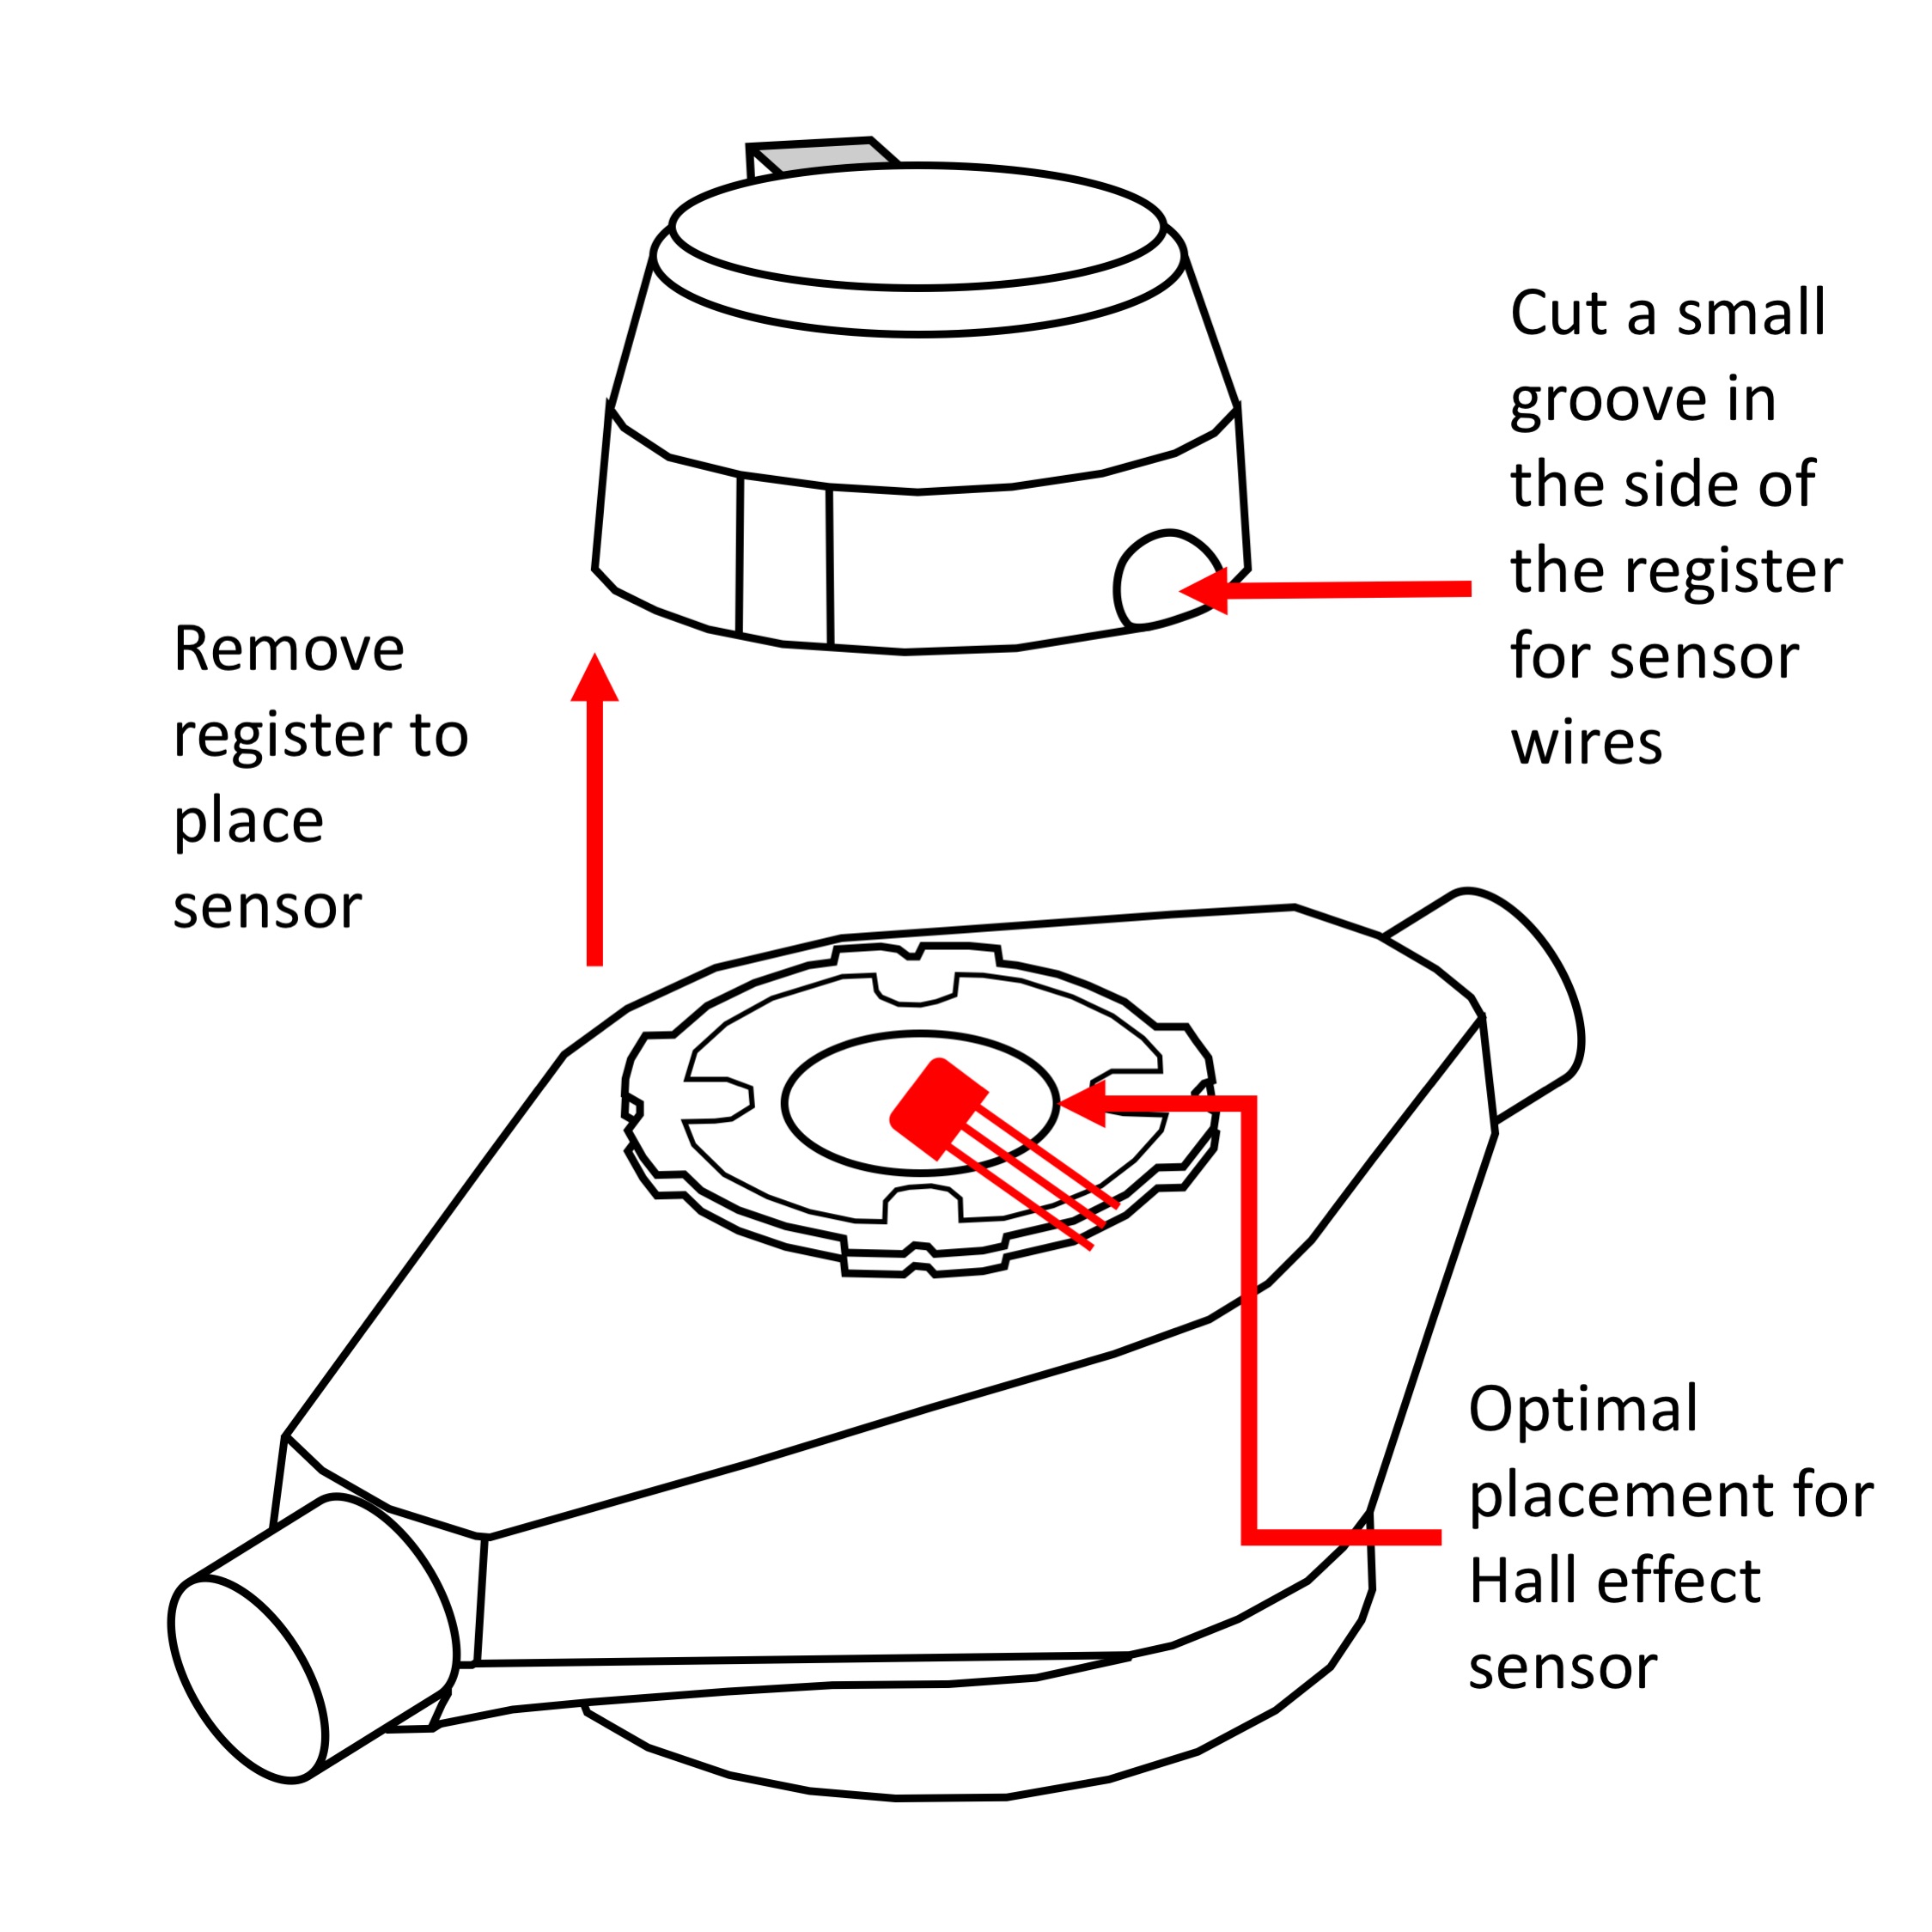 Cut a small
groove in
the side of
the register
for sensor
wires
Remove
register to
place
sensor
Optimal
placement for
Hall effect
sensor